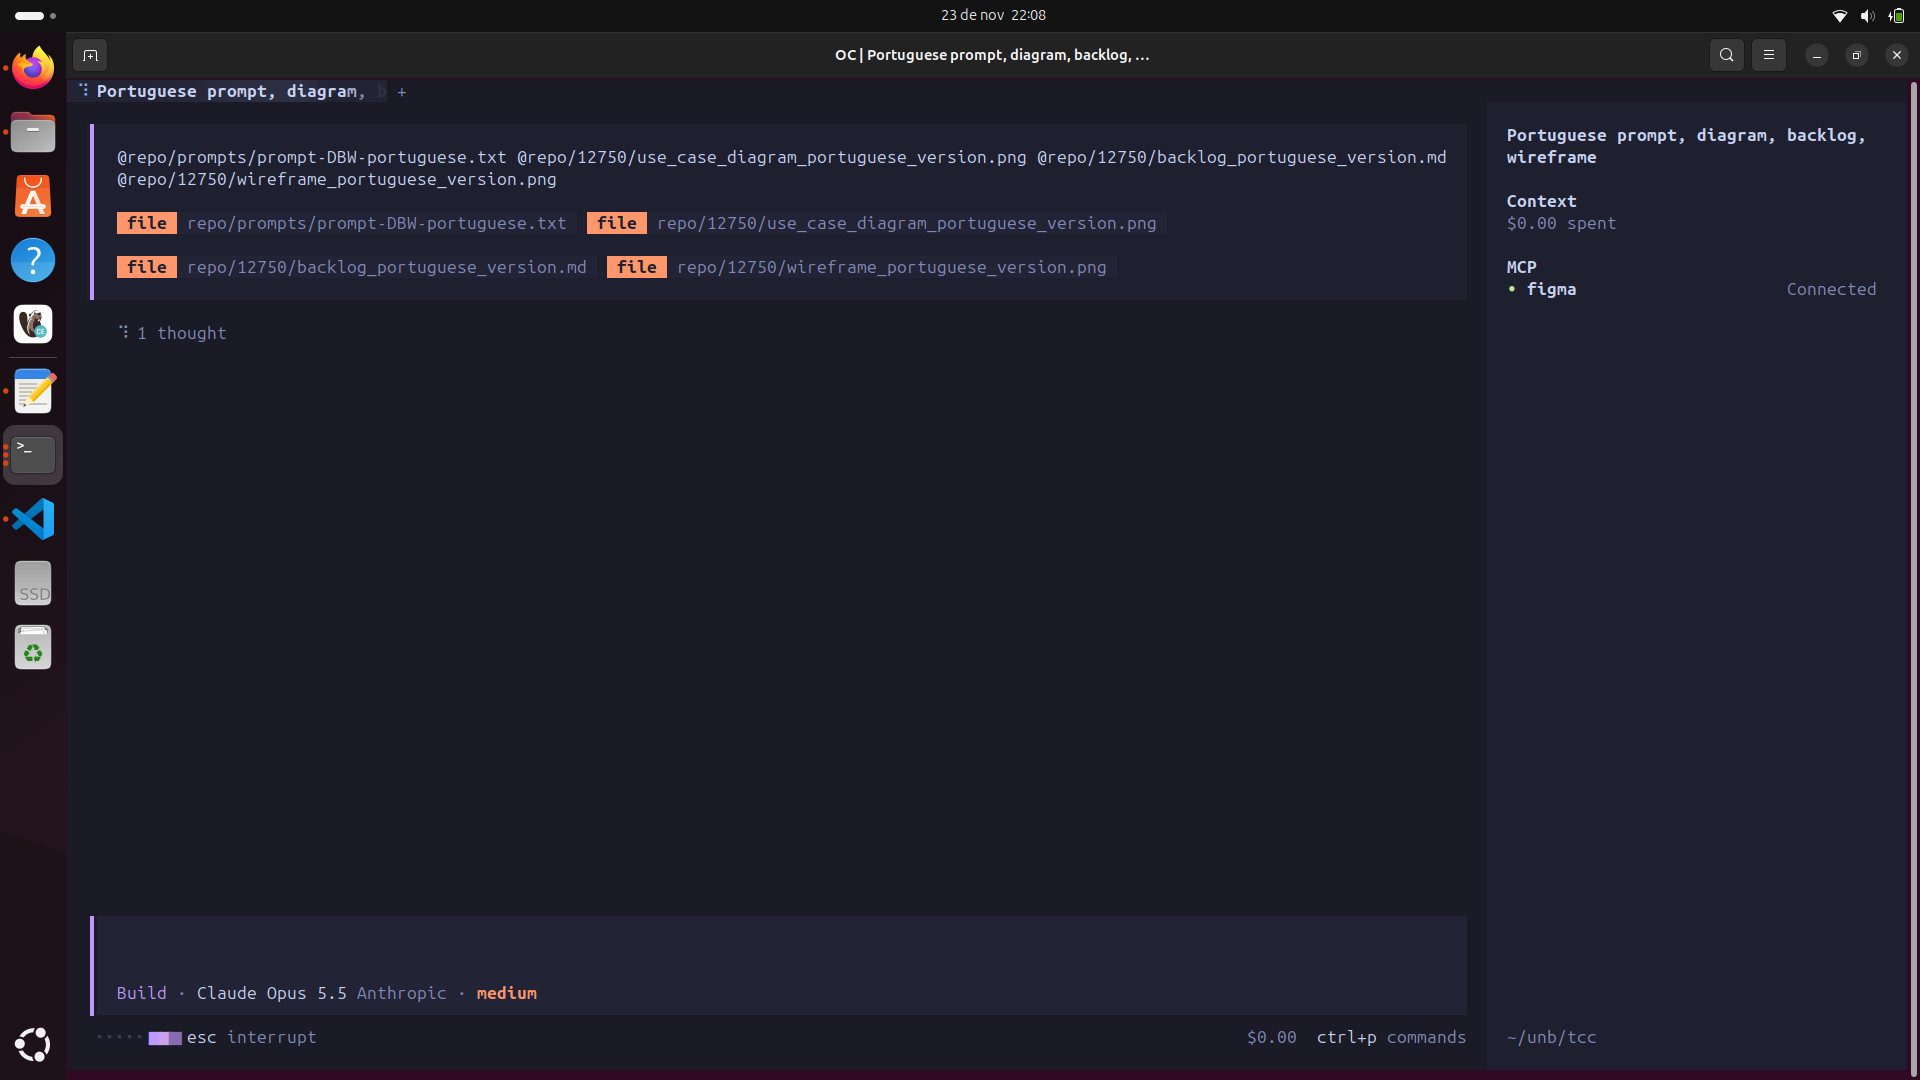 23 de nov 22:08
OC | Portuguese prompt, diagram, backlog, ...
Portuguese prompt, diagram, b +
@repo/prompts/prompt-DBW-portuguese.txt @repo/12750/use_case_diagram_portuguese_version.png @repo/12750/backlog_portuguese_version.md
@repo/12750/wireframe_portuguese_version.png
file repo/prompts/prompt-DBW-portuguese.txt file repo/12750/use_case_diagram_portuguese_version.png
file repo/12750/backlog_portuguese_version.md file repo/12750/wireframe_portuguese_version.png
1 thought
Build · Claude Opus 5.5 Anthropic · medium
esc interrupt
$0.00 ctrl+p commands
Portuguese prompt, diagram, backlog,
wireframe
Context
$0.00 spent
MCP
• figma Connected
~/unb/tcc
>_
SSD
CE